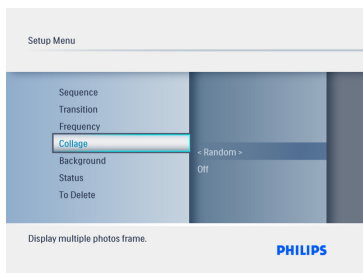 Setup Menu
Sequence
Transition
Frequency
Collage
Background
Status
To Delete
< Random >
Off
Display multiple photos frame.
PHILIPS